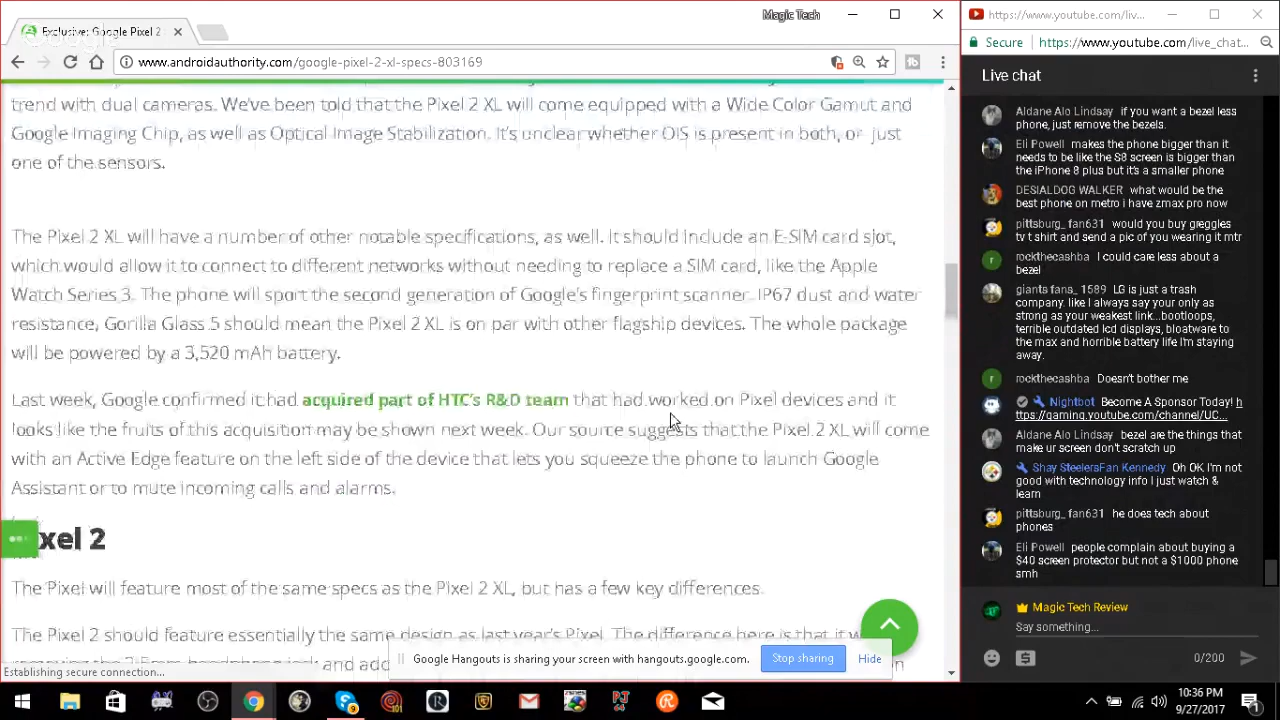 Magic Tech
Exclusive: Google Pixel 2
www.androidauthority.com/google-pixel-2-xl-specs-803169
trend with dual cameras. We've been told that the Pixel 2 XL will come equipped with a Wide Color Gamut and
Google Imaging Chip, as well as Optical Image Stabilization. It's unclear whether OIS is present in both, or just
one of the sensors.
The Pixel 2 XL will have a number of other notable specifications, as well. It should include an E-SIM card slot,
which would allow it to connect to different networks without needing to replace a SIM card, like the Apple
Watch Series 3. The phone will sport the second generation of Google's fingerprint scanner. IP67 dust and water
resistance, Gorilla Glass 5 should mean the Pixel 2 XL is on par with other flagship devices. The whole package
will be powered by a 3,520 mAh battery.
Last week, Google confirmed it had acquired part of HTC's R&D team that had worked on Pixel devices and it
looks like the fruits of this acquisition may be shown next week. Our source suggests that the Pixel 2 XL will come
with an Active Edge feature on the left side of the device that lets you squeeze the phone to launch Google
Assistant or to mute incoming calls and alarms.
xel 2
The Pixel will feature most of the same specs as the Pixel 2 XL, but has a few key differences.
The Pixel 2 should feature essentially the same design as last year's Pixel. The difference here is that it
headphone jack and
Google Hangouts is sharing your screen with hangouts.google.com.
Stop sharing
Hide
Establishing secure connection...
https://www.youtube.com/liv...
Secure
https://www.youtube.com/live_chat...
Live chat
Aldane Alo Lindsay if you want a bezel less
phone, just remove the bezels.
Eli Powell makes the phone bigger than it
needs to be like the S8 screen is bigger than
the iPhone 8 plus but it's a smaller phone
DESIALDOG WALKER what would be the
best phone on metro i have zmax pro now
pittsburg_fan631 would you buy greggles
tv t shirt and send a pic of you wearing it mtr
r
rockthecashba I could care less about a
bezel
giants fans_ 1589 LG is just a trash
company. like I always say your only as
strong as your weakest link...bootloops,
terrible outdated lcd displays, bloatware to
the max and horrible battery life I'm staying
away.
r
rockthecashba Doesn't bother me
Nightbot Become A Sponsor Today! h
ttps://gaming.youtube.com/channel/UC...
Aldane Alo Lindsay bezel are the things that
make ur screen don't scratch up
Shay SteelersFan Kennedy Oh OK I'm not
good with technology info I just watch &
learn
pittsburg_fan631 he does tech about
phones
Eli Powell people complain about buying a
$40 screen protector but not a $1000 phone
smh
Magic Tech Review
Say something...
0/200
10:36 PM
9/27/2017